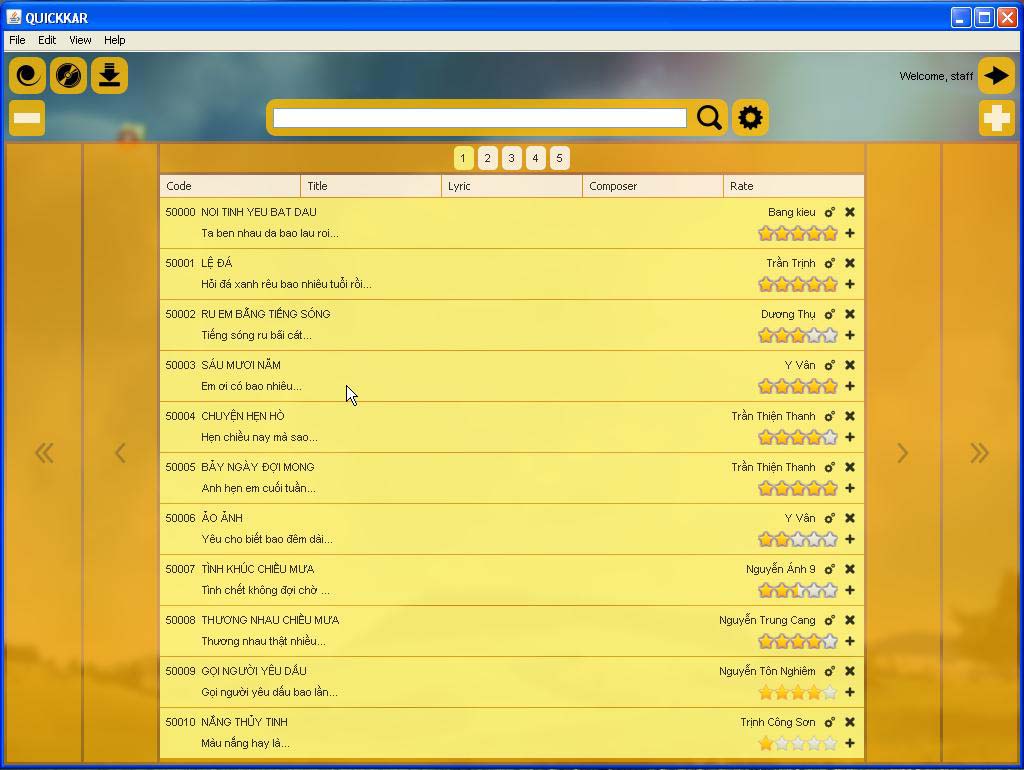 QUICKKAR
File Edit View Help
Welcome, staff
1 2 3 4 5
Code Title Lyric Composer Rate
50000 NOI TINH YEU BAT DAU Bang kieu
Ta ben nhau da bao lau roi...
50001 LỆ ĐÁ Trần Trịnh
Hỏi đá xanh rêu bao nhiêu tuổi rồi...
50002 RU EM BẰNG TIẾNG SÓNG Dương Thụ
Tiếng sóng ru bãi cát...
50003 SÁU MƯƠI NĂM Y Vân
Em ơi có bao nhiêu...
50004 CHUYỆN HẸN HÒ Trần Thiện Thanh
Hẹn chiều nay mà sao...
50005 BẢY NGÀY ĐỢI MONG Trần Thiện Thanh
Anh hẹn em cuối tuần...
50006 ẢO ẢNH Y Vân
Yêu cho biết bao đêm dài...
50007 TÌNH KHÚC CHIỀU MƯA Nguyễn Ánh 9
Tình chết không đợi chờ ...
50008 THƯƠNG NHAU CHIỀU MƯA Nguyễn Trung Cang
Thương nhau thật nhiều...
50009 GỌI NGƯỜI YÊU DẤU Nguyễn Tôn Nghiêm
Gọi người yêu dấu bao lần...
50010 NẮNG THỦY TINH Trịnh Công Sơn
Màu nắng hay là...